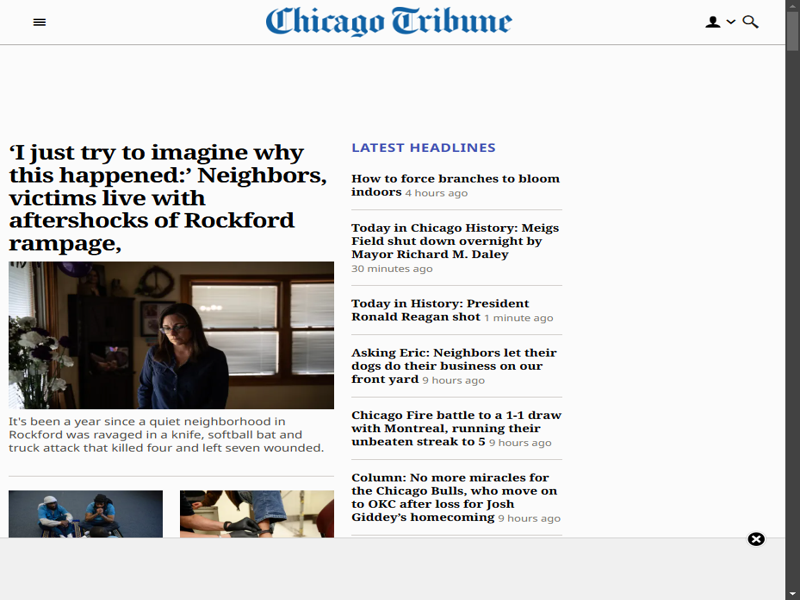 Chicago Tribune
‘I just try to imagine why
this happened:’ Neighbors,
victims live with
aftershocks of Rockford
rampage,
It's been a year since a quiet neighborhood in
Rockford was ravaged in a knife, softball bat and
truck attack that killed four and left seven wounded.
LATEST HEADLINES
How to force branches to bloom
indoors 4 hours ago
Today in Chicago History: Meigs
Field shut down overnight by
Mayor Richard M. Daley
30 minutes ago
Today in History: President
Ronald Reagan shot 1 minute ago
Asking Eric: Neighbors let their
dogs do their business on our
front yard 9 hours ago
Chicago Fire battle to a 1-1 draw
with Montreal, running their
unbeaten streak to 5 9 hours ago
Column: No more miracles for
the Chicago Bulls, who move on
to OKC after loss for Josh
Giddey’s homecoming 9 hours ago